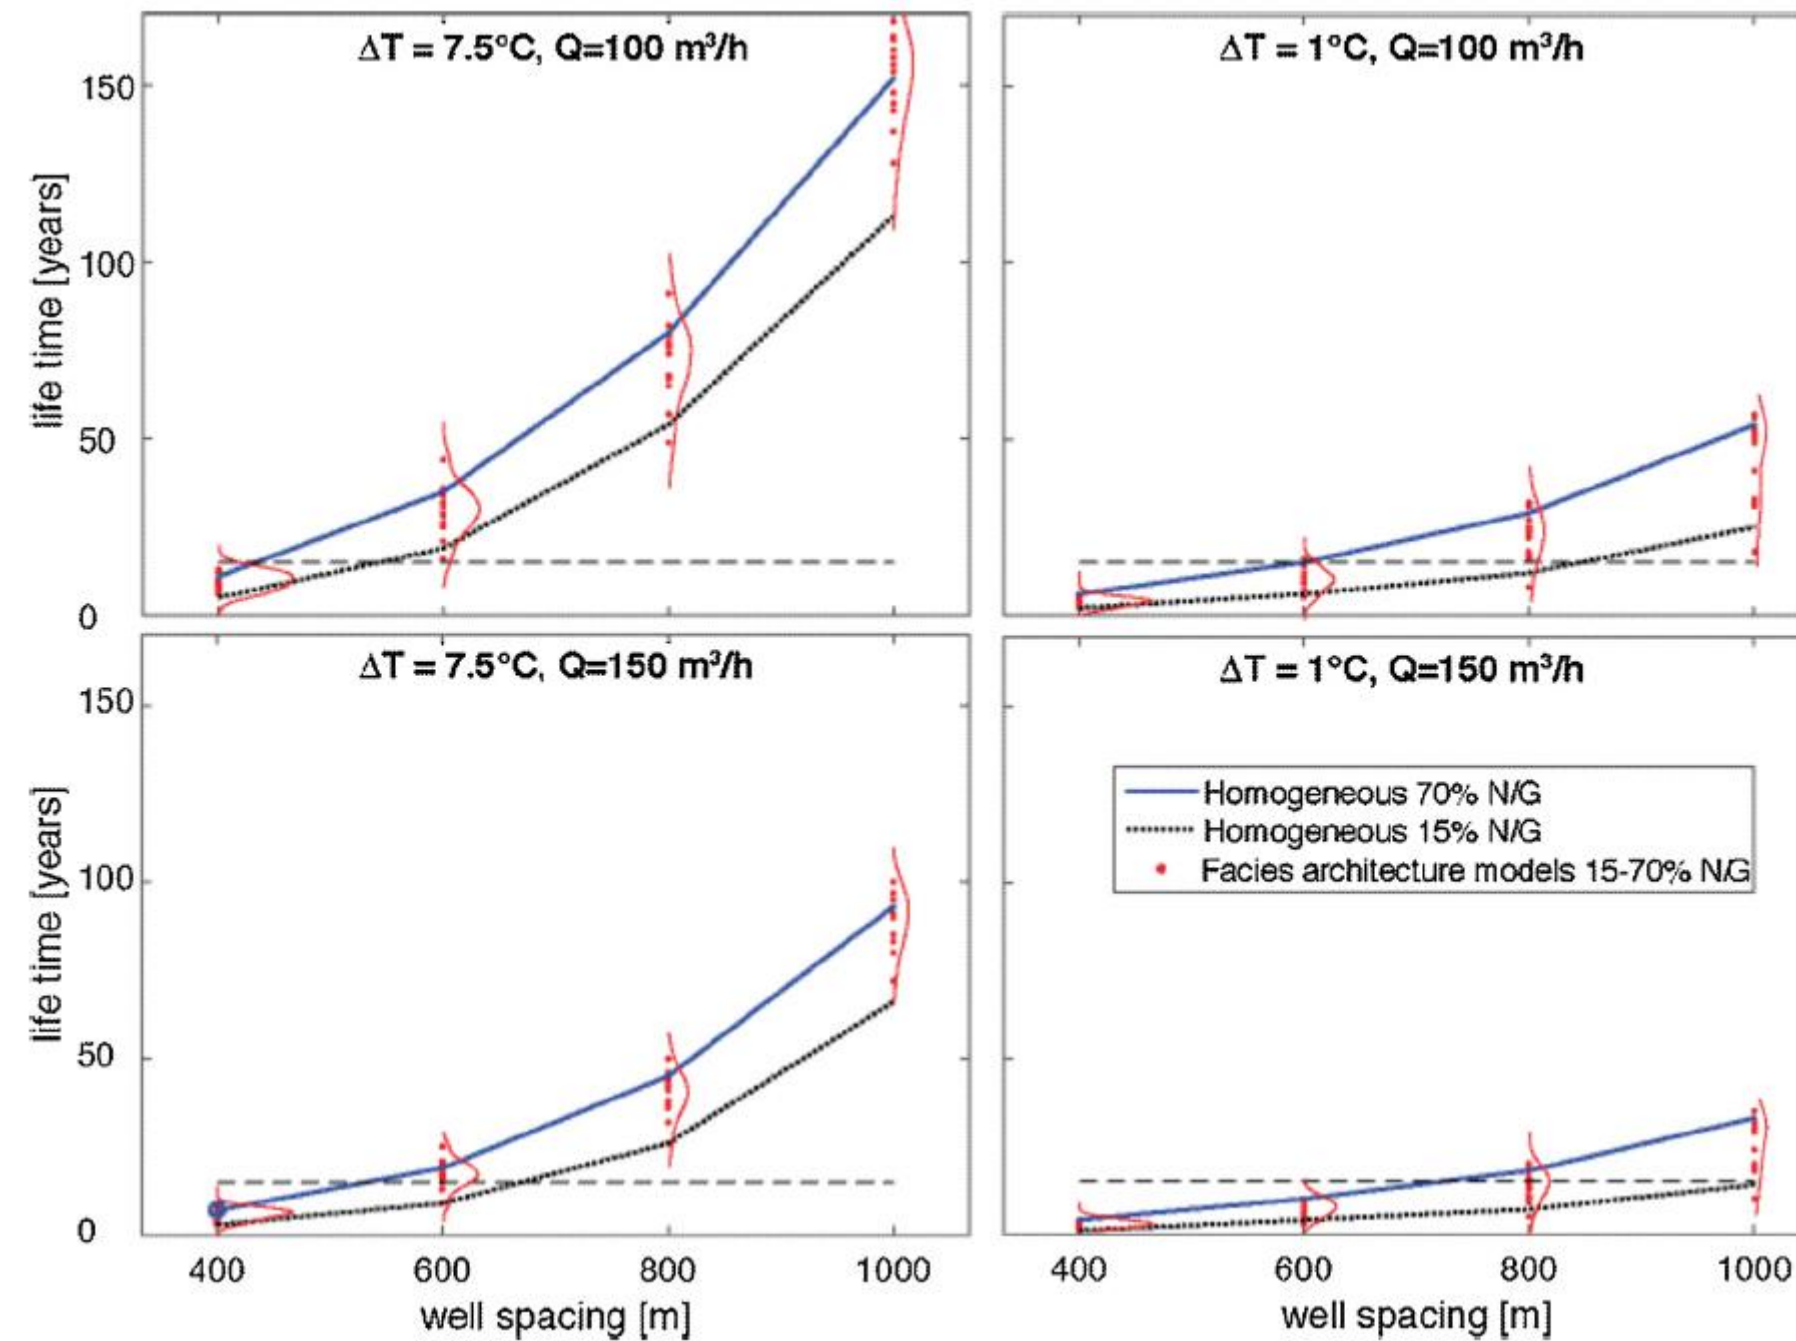 ΔT = 7.5°C, Q=100 m³/h
life time [years]
150
100
50
0
ΔT = 1°C, Q=100 m³/h
ΔT = 7.5°C, Q=150 m³/h
life time [years]
150
100
50
0
400
600
800
1000
well spacing [m]
ΔT = 1°C, Q=150 m³/h
Homogeneous 70% N/G
Homogeneous 15% N/G
Facies architecture models 15-70% N/G
400
600
800
1000
well spacing [m]